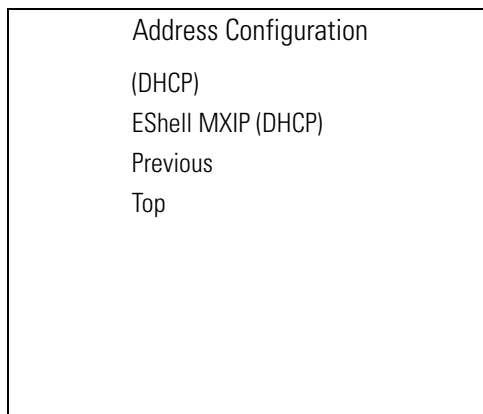 Address Configuration
(DHCP)
EShell MXIP (DHCP)
Previous
Top